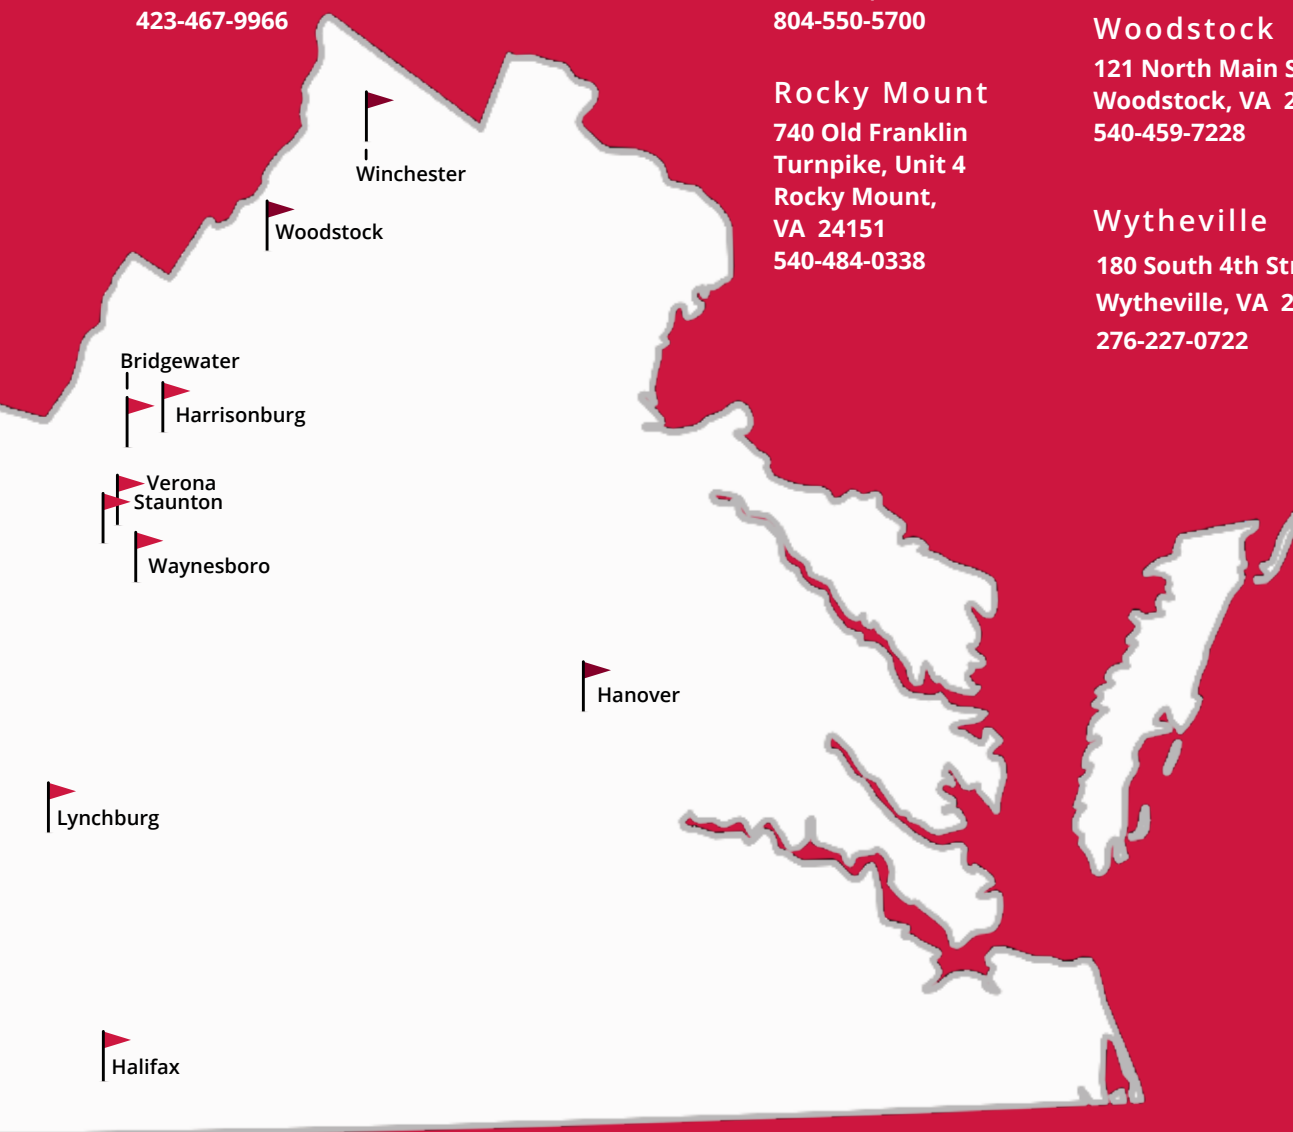 423-467-9966
804-550-5700
Rocky Mount
740 Old Franklin
Turnpike, Unit 4
Rocky Mount,
VA 24151
540-484-0338
Woodstock
121 North Main
Woodstock, VA
540-459-7228
Wytheville
180 South 4th
Wytheville, VA
276-227-0722
Winchester
Woodstock
Bridgewater
Harrisonburg
Verona
Staunton
Waynesboro
Hanover
Lynchburg
Halifax